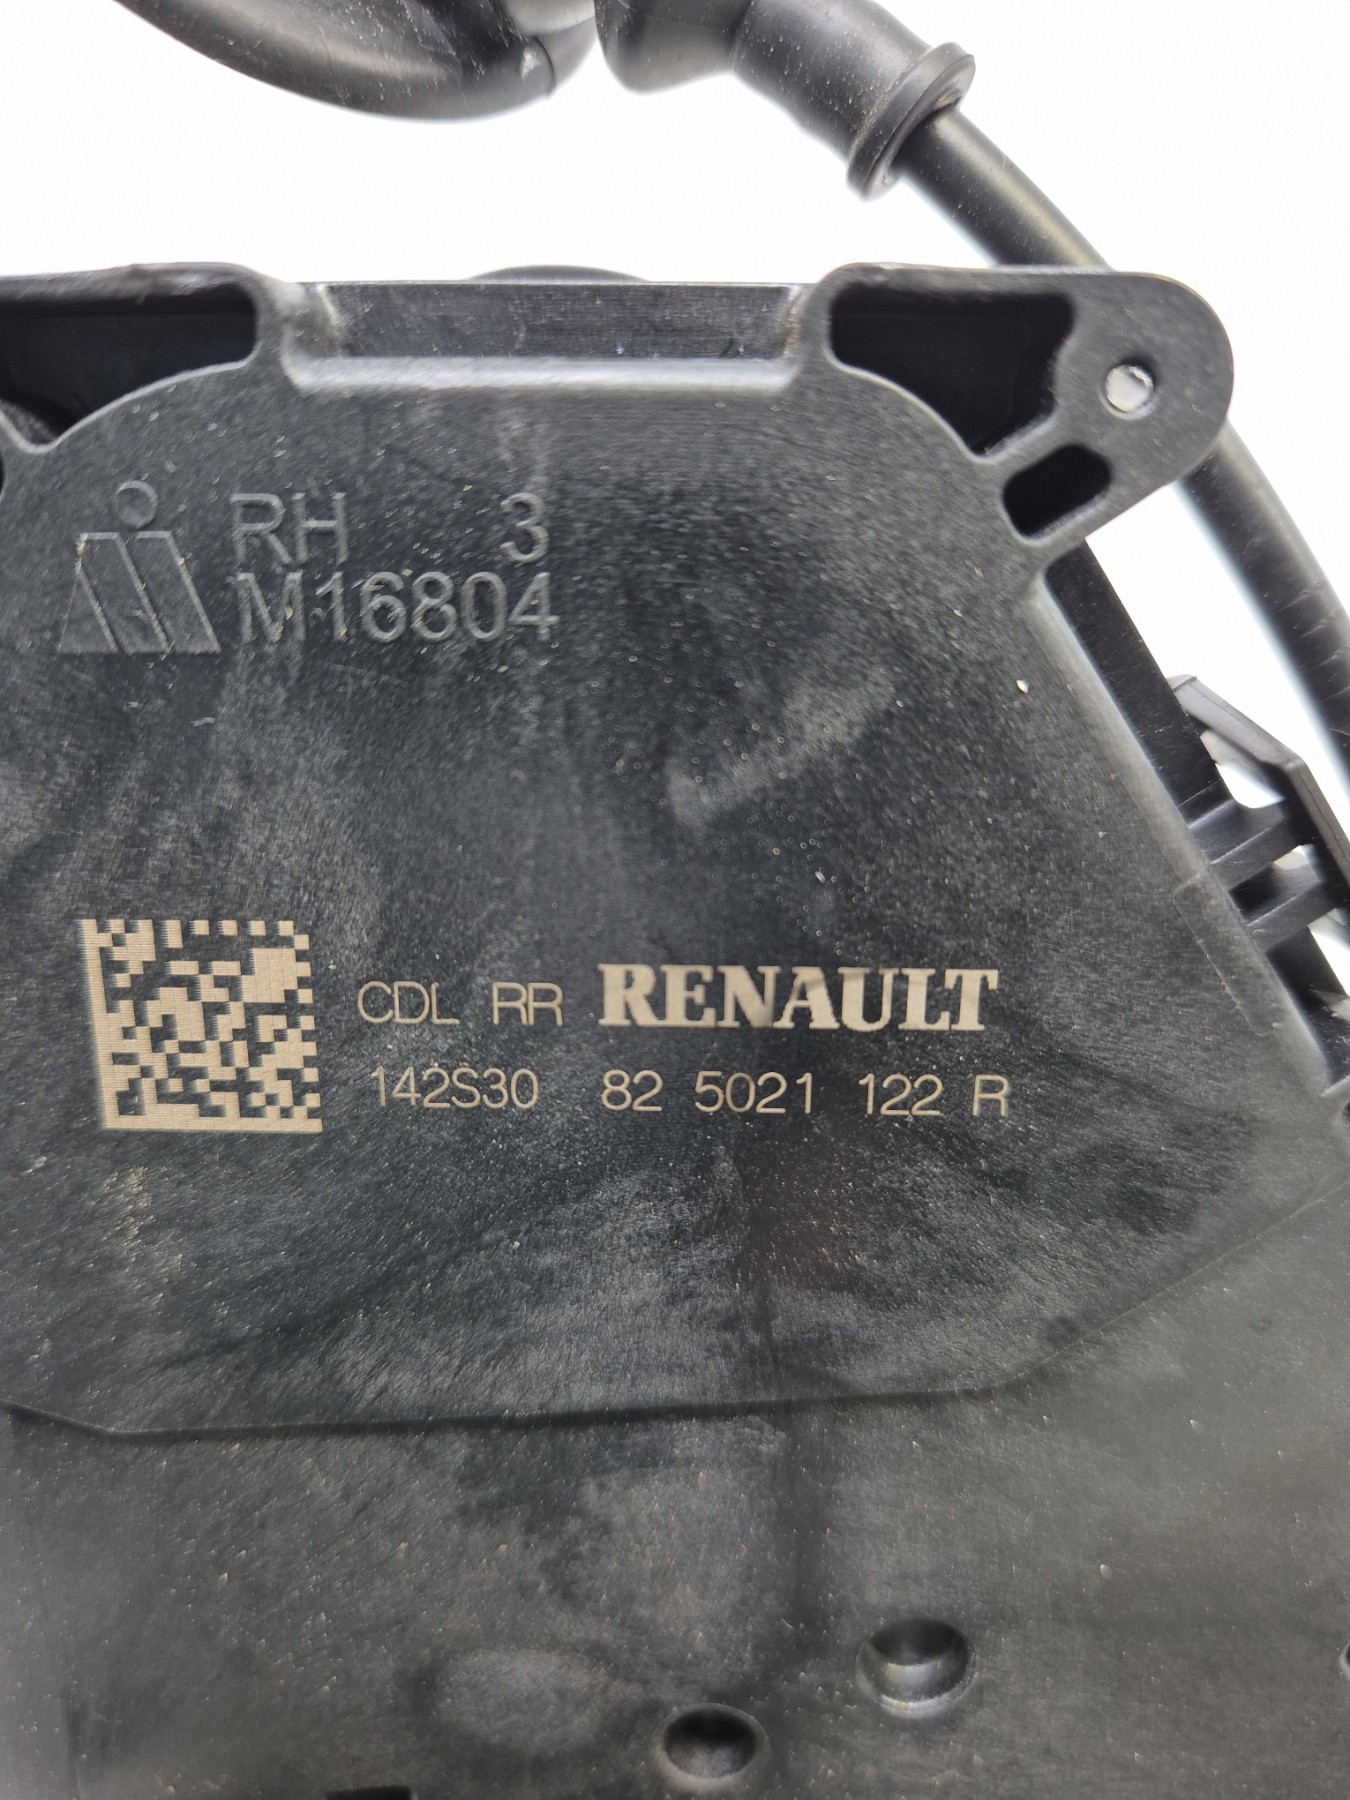 RH 3
M16804
CDL RR RENAULT
142S30 82 5021 122 R